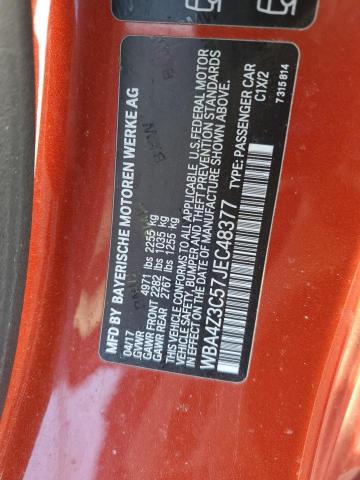 MFD BY BAYERISCHE MOTOREN WERKE AG
04/17
GVWR 4971 lbs 2255 kg
GAWR FRONT 2282 lbs 1035 kg
GAWR REAR 2767 lbs 1255 kg
THIS VEHICLE CONFORMS TO ALL APPLICABLE U.S.FEDERAL MOTOR
VEHICLE SAFETY, BUMPER, AND THEFT PREVENTION STANDARDS
IN EFFECT ON THE DATE OF MANUFACTURE SHOWN ABOVE.
WBA4Z3C57JEC48377 TYPE: PASSENGER CAR
C1X/2
7 315 814